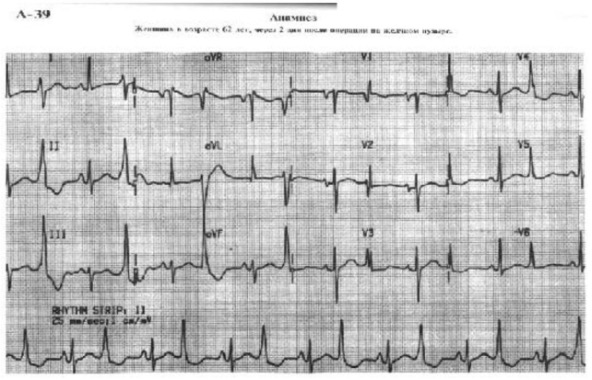 А-39
Анамнез
Женщина в возрасте 62 лет, через 2 дня после операции на желчном пузыре.
I aVR V1 V4
II aVL V2 V5
III aVF V3 V6
RHYTHM STRIP: II
25 mm/sec; 1 cm/mV